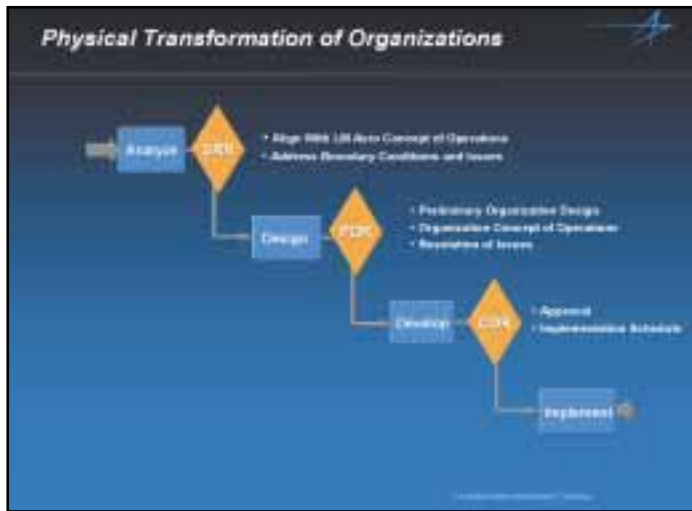 Physical Transformation of Organizations
Analyze
SRR
• Align With LM Aero Concept of Operations
• Address Boundary Conditions and Issues
Design
PDR
• Preliminary Organization Design
• Organization Concept of Operations
• Resolution of Issues
Develop
CDR
• Approval
• Implementation Schedule
Implement